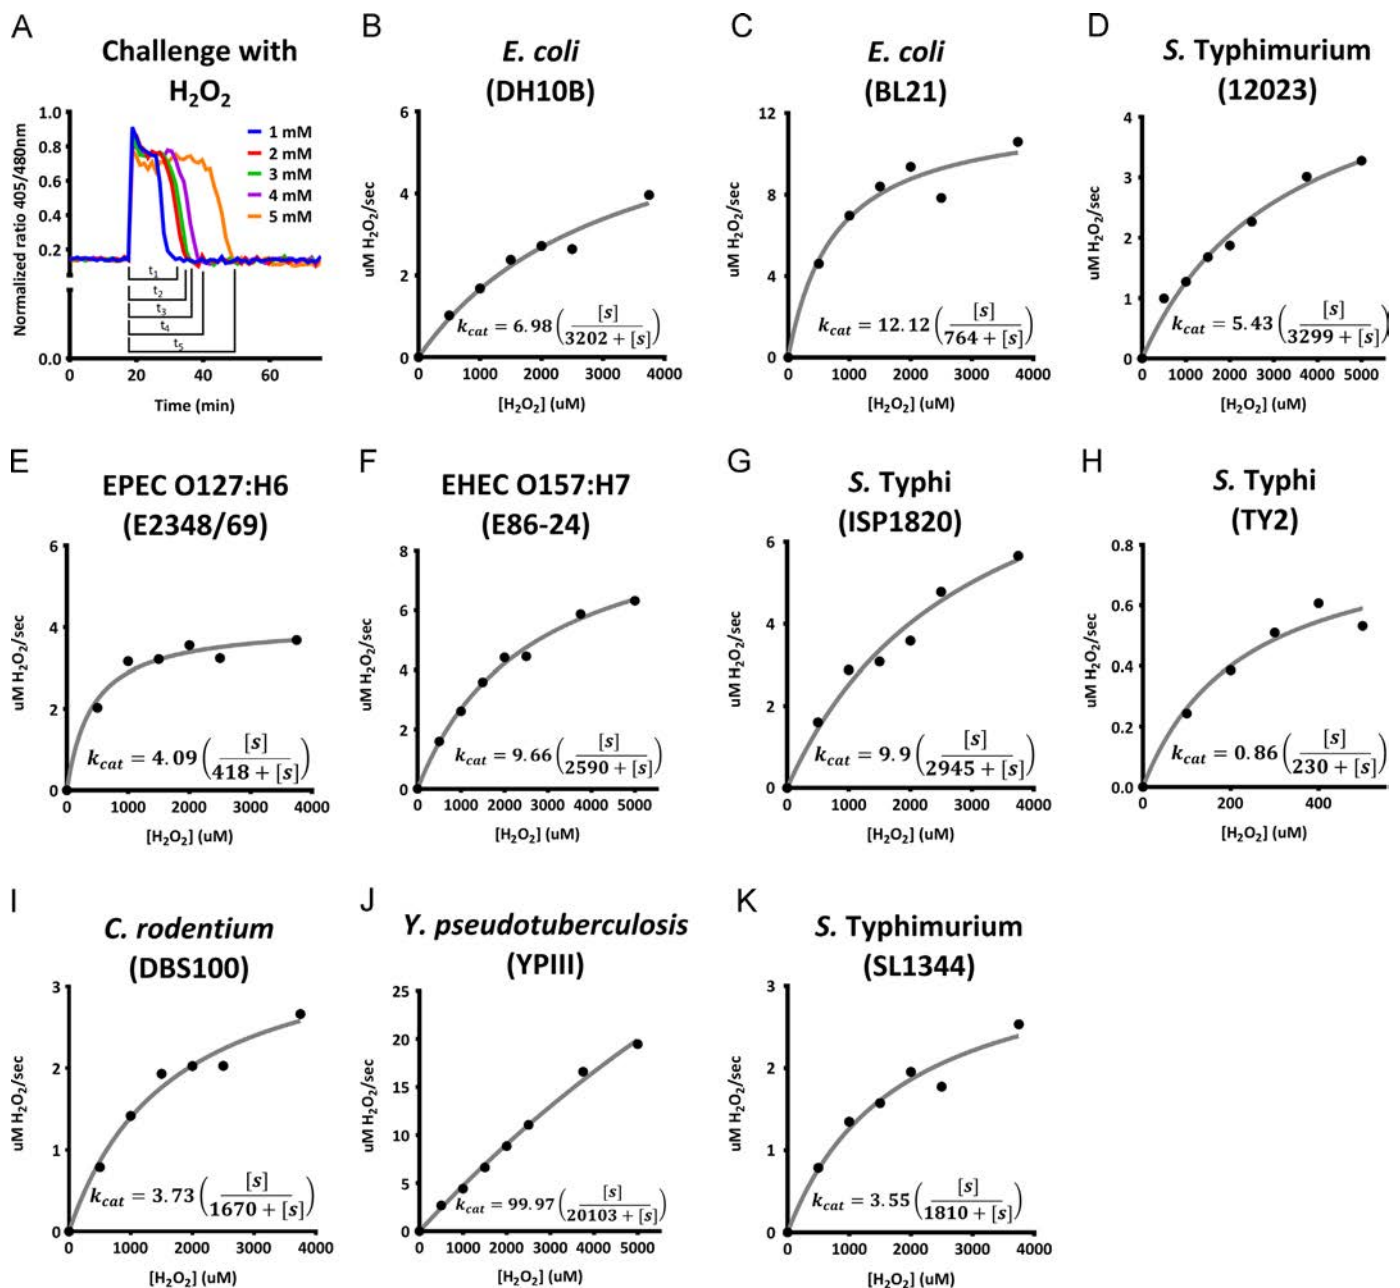 A
Challenge with
H₂O₂
Normalized ratio 405/480nm
1.0
0.8
0.6
0.4
0.2
0.0
1 mM
2 mM
3 mM
4 mM
5 mM
t₁
t₂
t₃
t₄
t₅
0 20 40 60
Time (min)
B
E. coli
(DH10B)
uM H₂O₂/sec
6
4
2
0
k_cat = 6.98 ([s] / 3202 + [s])
0 1000 2000 3000 4000
[H₂O₂] (uM)
C
E. coli
(BL21)
uM H₂O₂/sec
12
8
4
0
k_cat = 12.12 ([s] / 764 + [s])
0 1000 2000 3000 4000
[H₂O₂] (uM)
D
S. Typhimurium
(12023)
uM H₂O₂/sec
4
3
2
1
0
k_cat = 5.43 ([s] / 3299 + [s])
0 1000 2000 3000 4000 5000
[H₂O₂] (uM)
E
EPEC O127:H6
(E2348/69)
uM H₂O₂/sec
6
4
2
0
k_cat = 4.09 ([s] / 418 + [s])
0 1000 2000 3000 4000
[H₂O₂] (uM)
F
EHEC O157:H7
(E86-24)
uM H₂O₂/sec
8
6
4
2
0
k_cat = 9.66 ([s] / 2590 + [s])
0 1000 2000 3000 4000 5000
[H₂O₂] (uM)
G
S. Typhi
(ISP1820)
uM H₂O₂/sec
6
4
2
0
k_cat = 9.9 ([s] / 2945 + [s])
0 1000 2000 3000 4000
[H₂O₂] (uM)
H
S. Typhi
(TY2)
uM H₂O₂/sec
0.8
0.6
0.4
0.2
0.0
k_cat = 0.86 ([s] / 230 + [s])
0 200 400
[H₂O₂] (uM)
I
C. rodentium
(DBS100)
uM H₂O₂/sec
3
2
1
0
k_cat = 3.73 ([s] / 1670 + [s])
0 1000 2000 3000 4000
[H₂O₂] (uM)
J
Y. pseudotuberculosis
(YPIII)
uM H₂O₂/sec
25
20
15
10
5
0
k_cat = 99.97 ([s] / 20103 + [s])
0 1000 2000 3000 4000 5000
[H₂O₂] (uM)
K
S. Typhimurium
(SL1344)
uM H₂O₂/sec
3
2
1
0
k_cat = 3.55 ([s] / 1810 + [s])
0 1000 2000 3000 4000
[H₂O₂] (uM)